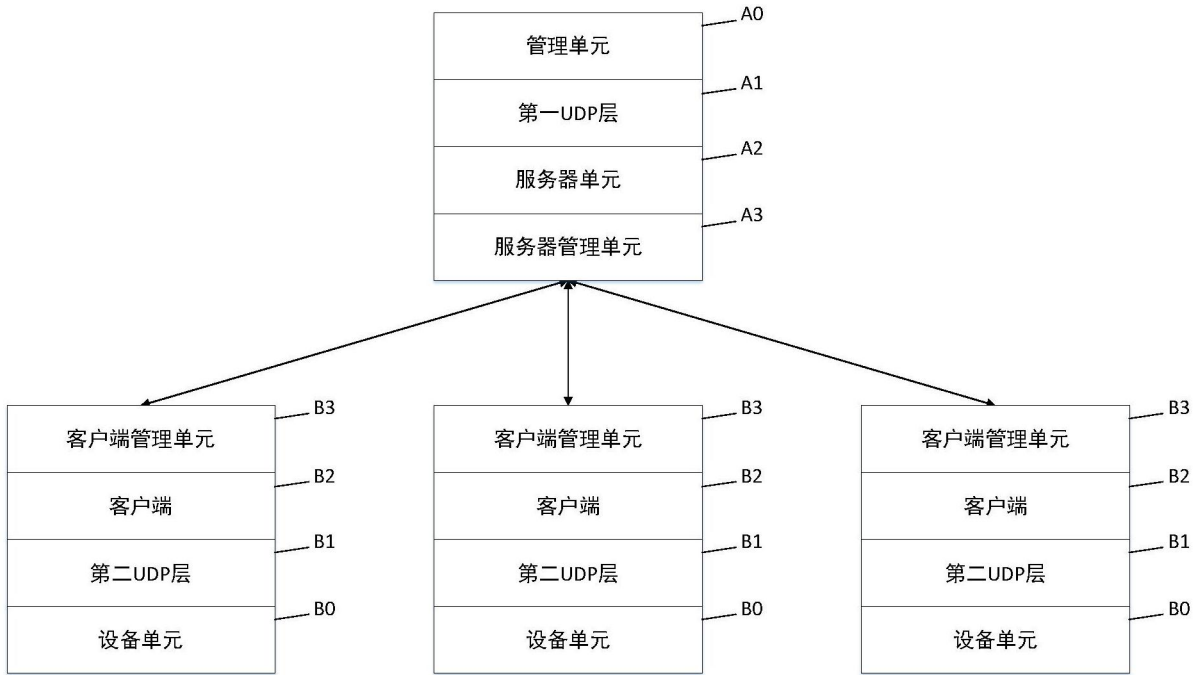 管理单元 A0
第一UDP层 A1
服务器单元 A2
服务器管理单元 A3
客户端管理单元 B3 客户端管理单元 B3 客户端管理单元 B3
客户端 B2 客户端 B2 客户端 B2
第二UDP层 B1 第二UDP层 B1 第二UDP层 B1
设备单元 B0 设备单元 B0 设备单元 B0